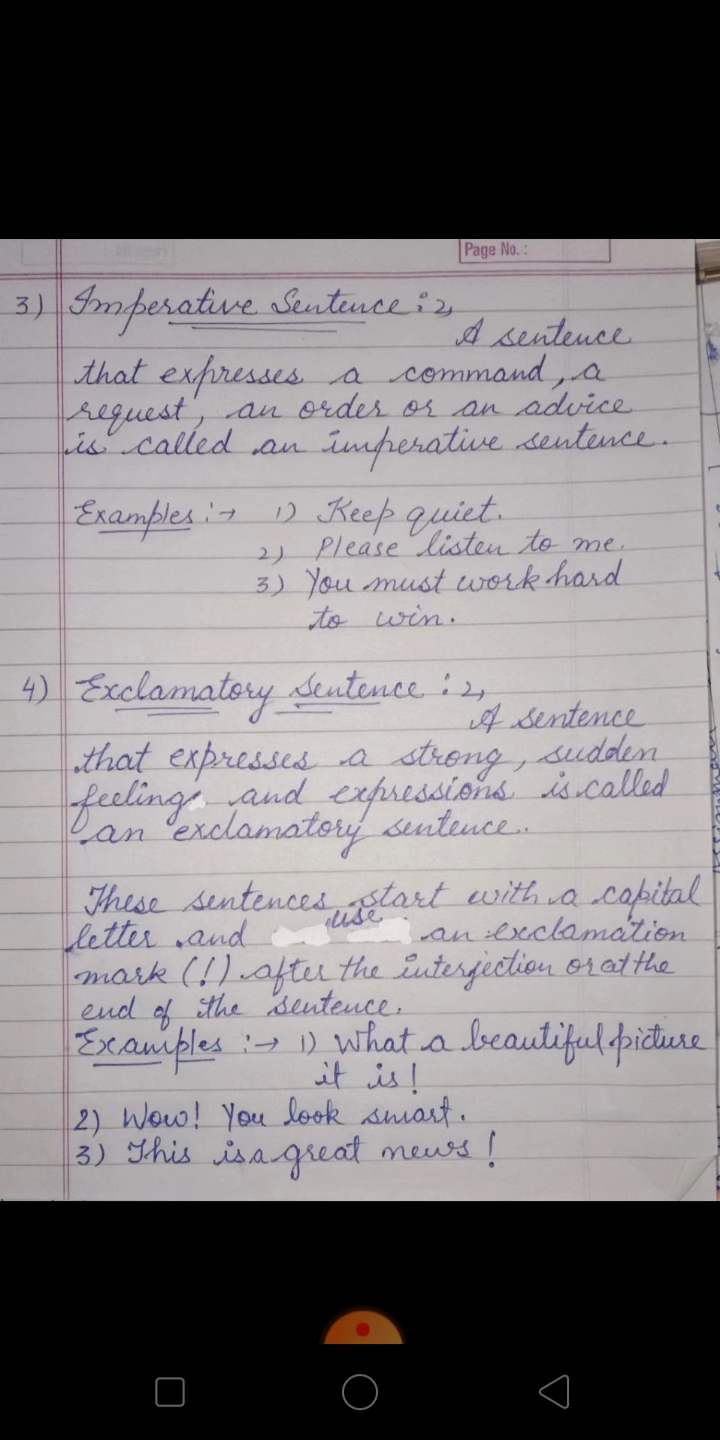 Page No. :
3) Imperative Sentence :-
A sentence
that expresses a command, a
request, an order or an advice
is called an imperative sentence.
Examples :→ 1) Keep quiet.
2) Please listen to me.
3) You must work hard
to win.
4) Exclamatory Sentence :-
A sentence
that expresses a strong, sudden
feeling and expressions is called
an exclamatory sentence..
These sentences start with a capital
letter and use an exclamation
mark (!) after the interjection or at the
end of the sentence.
Examples :→ 1) What a beautiful picture
it is!
2) Wow! You look smart.
3) This is a great news!